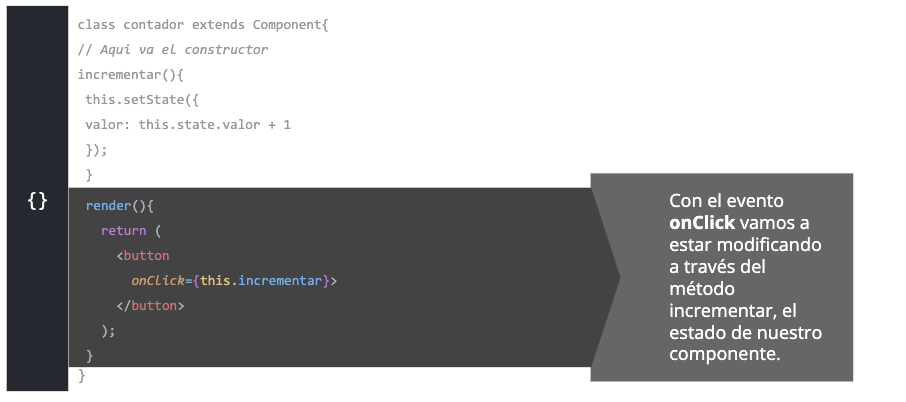 class contador extends Component{
// Aqui va el constructor
incrementar(){
this.setState({
valor: this.state.valor + 1
});
}
{}
render(){
return (
<button
onClick={this.incrementar}>
</button>
);
}
}
Con el evento
onClick vamos a
estar modificando
a través del
método
incrementar, el
estado de nuestro
componente.